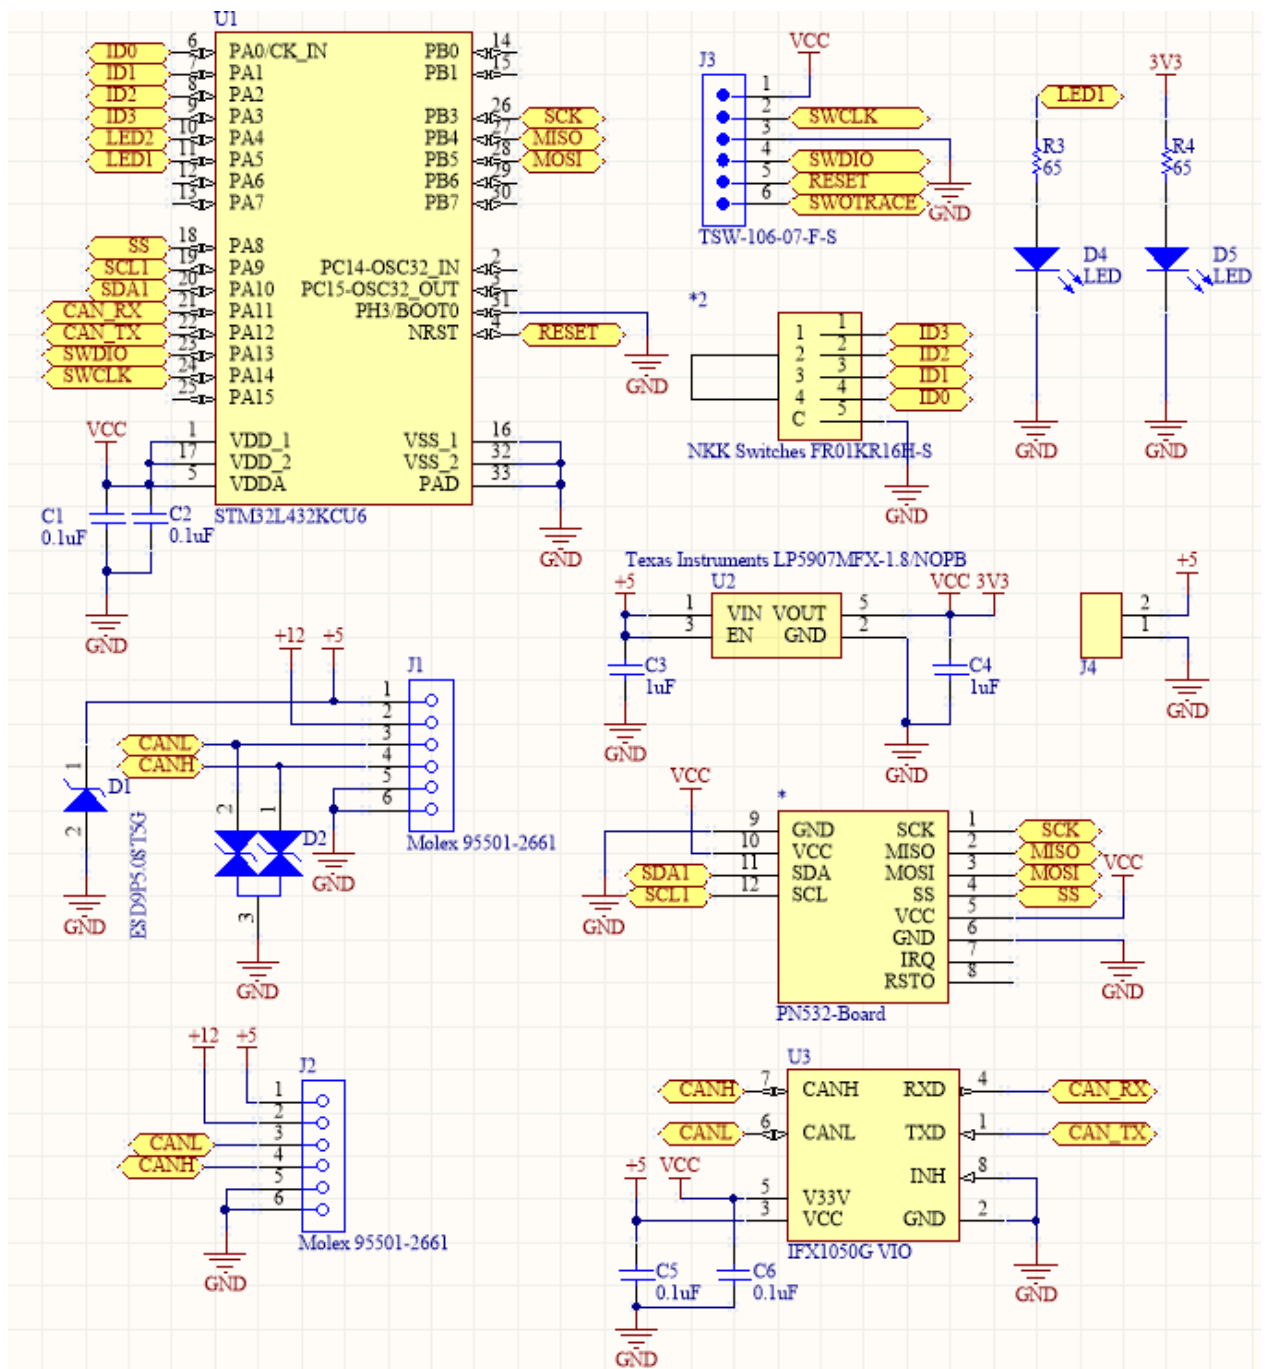 U1
ID0 6 PA0/CK_IN PB0 14
ID1 7 PA1 PB1 15
ID2 8 PA2
ID3 9 PA3 PB3 26 SCK
LED2 10 PA4 PB4 27 MISO
LED1 11 PA5 PB5 28 MOSI
12 PA6 PB6 29
13 PA7 PB7 30
SS 18 PA8
SCL1 19 PA9 PC14-OSC32_IN 2
SDA1 20 PA10 PC15-OSC32_OUT 3
CAN_RX 21 PA11 PH3/BOOT0 31
CAN_TX 22 PA12 NRST 4 RESET
SWDIO 23 PA13
SWCLK 24 PA14
25 PA15
GND
VCC
1 VDD_1 VSS_1 16
17 VDD_2 VSS_2 32
5 VDDA PAD 33
STM32L432KCU6
C1
0.1uF
C2
0.1uF
GND
GND
VCC
J3
1
2 SWCLK
3
4 SWDIO
5 RESET
6 SWOTRACE
GND
TSW-106-07-F-S
LED1
R3
65
D4
LED
GND
3V3
R4
65
D5
LED
GND
*2
1 1 ID3
2 2 ID2
3 3 ID1
4 4 ID0
C 5
NKK Switches FR01KR16H-S
GND
Texas Instruments LP5907MFX-1.8/NOPB
+5 U2 VCC 3V3
1 VIN VOUT 5
3 EN GND 2
C3
1uF
C4
1uF
GND
GND
+5
2
1
J4
GND
+12 +5
J1
1
2
CANL 3
CANH 4
5
6
Molex 95501-2661
GND
1
D1
2
ESD9P5.0ST5G
GND
2 1
D2
3
GND
VCC
*
9 GND SCK 1 SCK
10 VCC MISO 2 MISO
SDA1 11 SDA MOSI 3 MOSI
SCL1 12 SCL SS 4 SS
VCC 5
GND 6
IRQ 7
RSTO 8
PN532-Board
GND
VCC
GND
+12 +5
J2
1
2
CANL 3
CANH 4
5
6
Molex 95501-2661
GND
U3
CANH 7 CANH RXD 4 CAN_RX
CANL 6 CANL TXD 1 CAN_TX
INH 8
+5 VCC
5 V33V
3 VCC GND 2
IFX1050G VIO
C5
0.1uF
C6
0.1uF
GND
GND